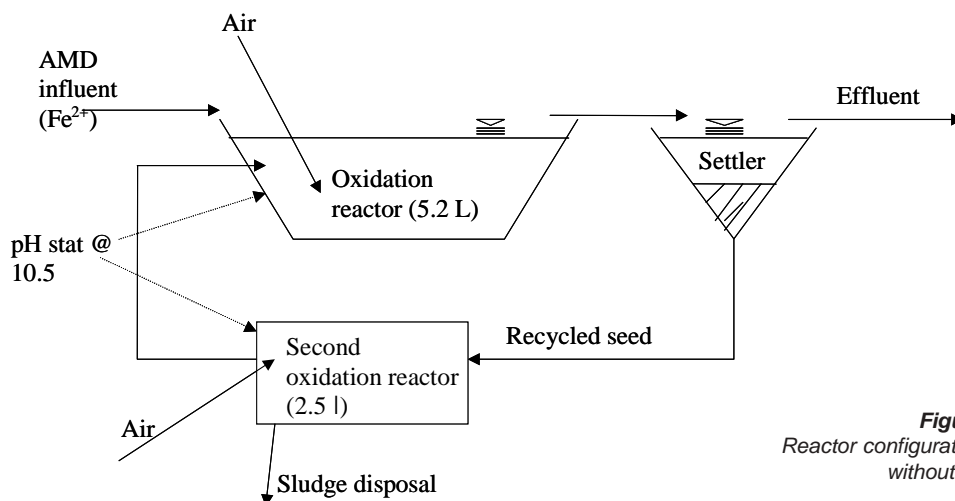 Air
AMD
influent
(Fe2+)
Effluent
Settler
Oxidation
reactor (5.2 L)
pH stat @
10.5
Recycled seed
Second
oxidation reactor
(2.5 l)
Air
Sludge disposal
Figu
Reactor configurat
without